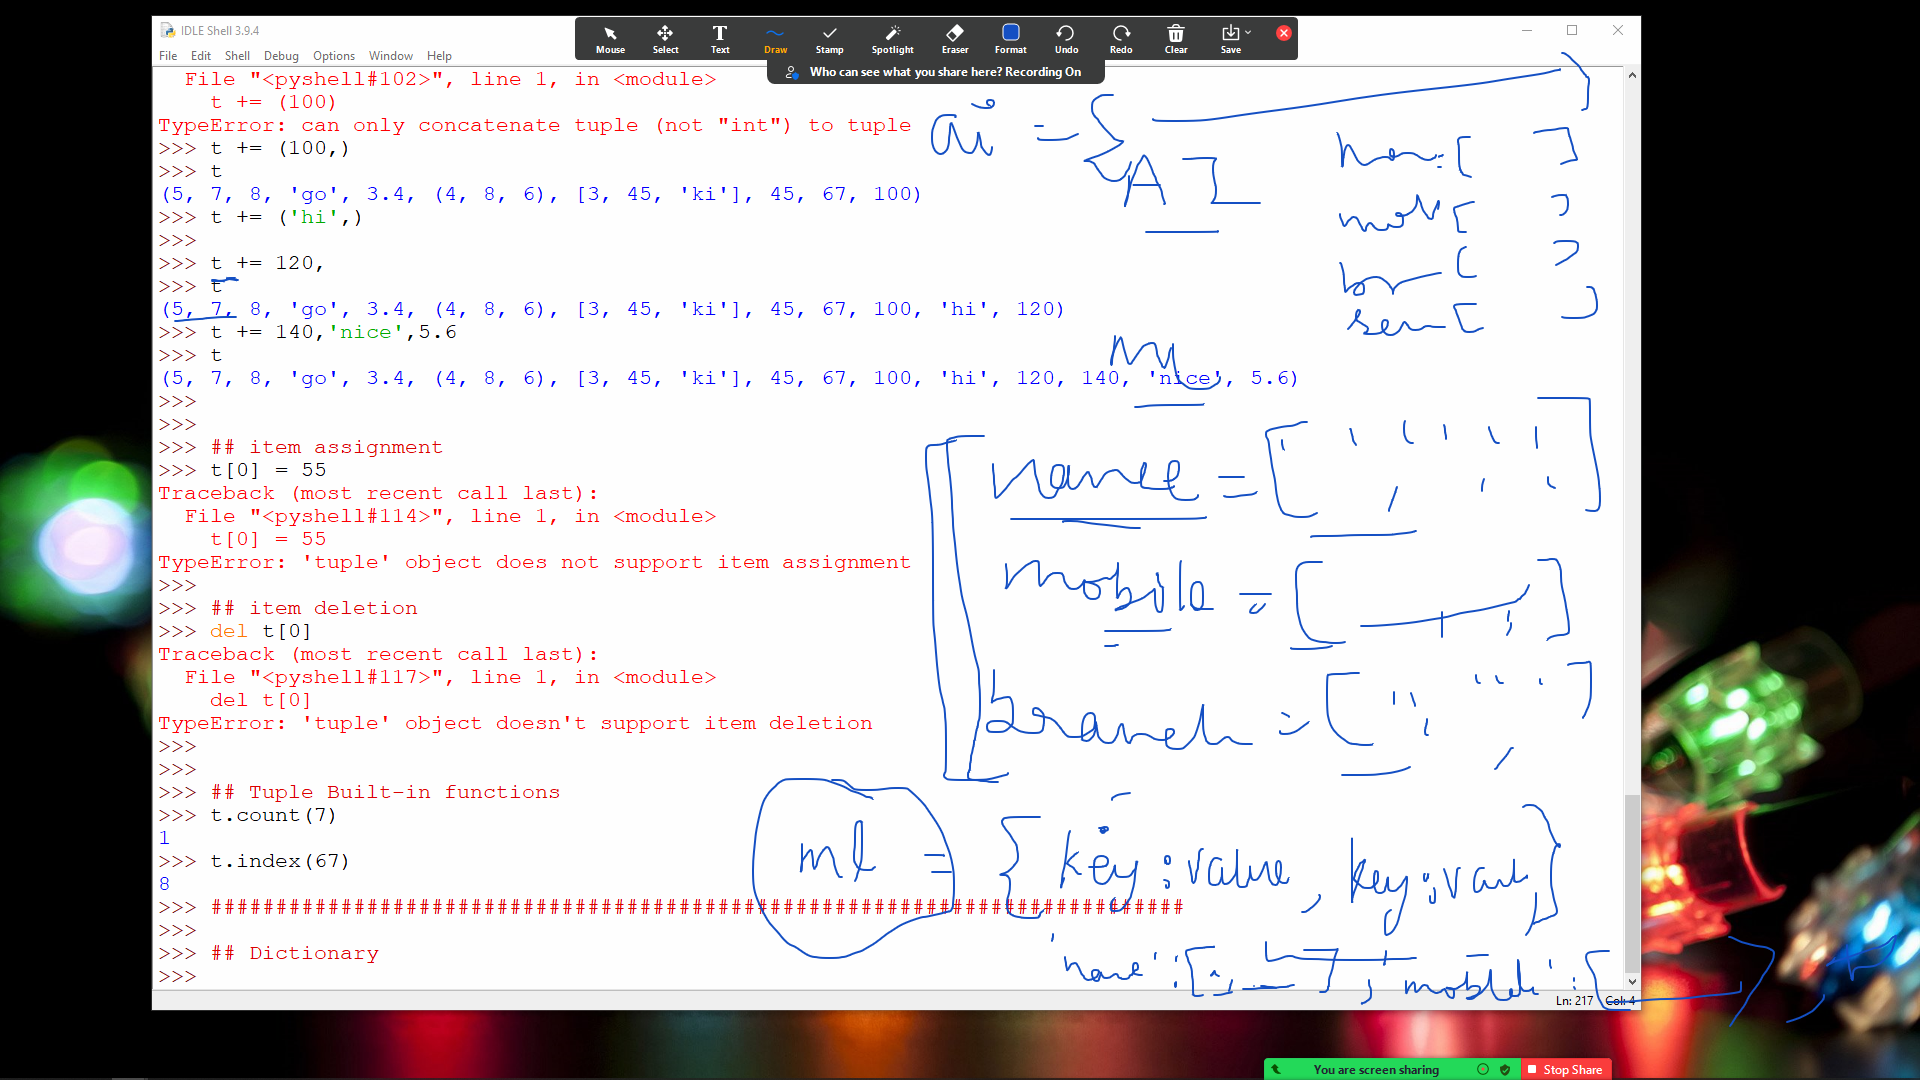 IDLE Shell 3.9.4
File Edit Shell Debug Options Window Help
Mouse Select Text Draw Stamp Spotlight Eraser Format Undo Redo Clear Save
Who can see what you share here? Recording On
File "<pyshell#102>", line 1, in <module>
t += (100)
TypeError: can only concatenate tuple (not "int") to tuple
>>> t += (100,)
>>> t
(5, 7, 8, 'go', 3.4, (4, 8, 6), [3, 45, 'ki'], 45, 67, 100)
>>> t += ('hi',)
>>>
>>> t += 120,
>>> t
(5, 7, 8, 'go', 3.4, (4, 8, 6), [3, 45, 'ki'], 45, 67, 100, 'hi', 120)
>>> t += 140,'nice',5.6
>>> t
(5, 7, 8, 'go', 3.4, (4, 8, 6), [3, 45, 'ki'], 45, 67, 100, 'hi', 120, 140, 'nice', 5.6)
>>>
>>>
>>> ## item assignment
>>> t[0] = 55
Traceback (most recent call last):
File "<pyshell#114>", line 1, in <module>
t[0] = 55
TypeError: 'tuple' object does not support item assignment
>>>
>>> ## item deletion
>>> del t[0]
Traceback (most recent call last):
File "<pyshell#117>", line 1, in <module>
del t[0]
TypeError: 'tuple' object doesn't support item deletion
>>>
>>>
>>> ## Tuple Built-in functions
>>> t.count(7)
1
>>> t.index(67)
8
>>> ###########################################################################
>>>
>>> ## Dictionary
>>>
ai = {
AI
ML
name = [ ]
mobile = [ ]
branch = [ ]
ml = { key : value , key : value }
'name' : [ ] , mobile' : [
Ln: 217 Col: 4
You are screen sharing Stop Share